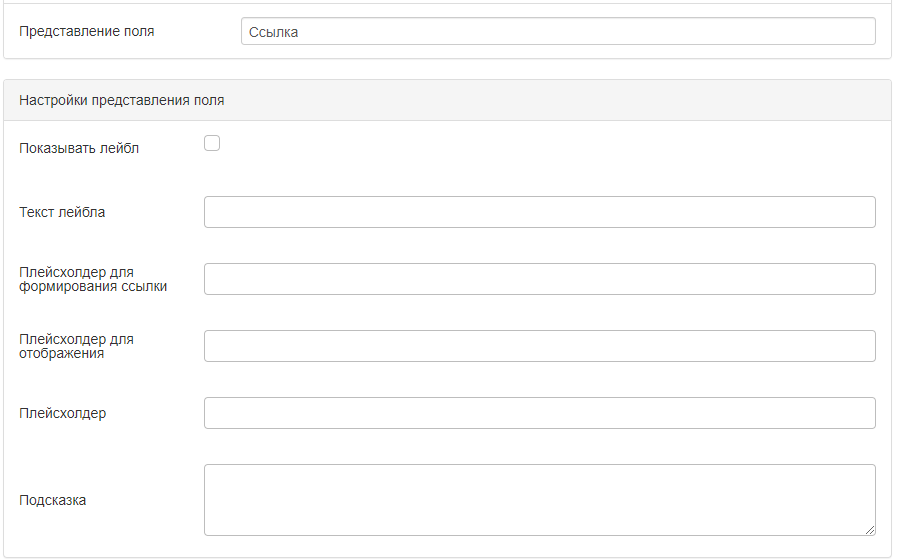 Представление поля
Ссылка
Настройки представления поля
Показывать лейбл
Текст лейбла
Плейсхолдер для
формирования ссылки
Плейсхолдер для
отображения
Плейсхолдер
Подсказка